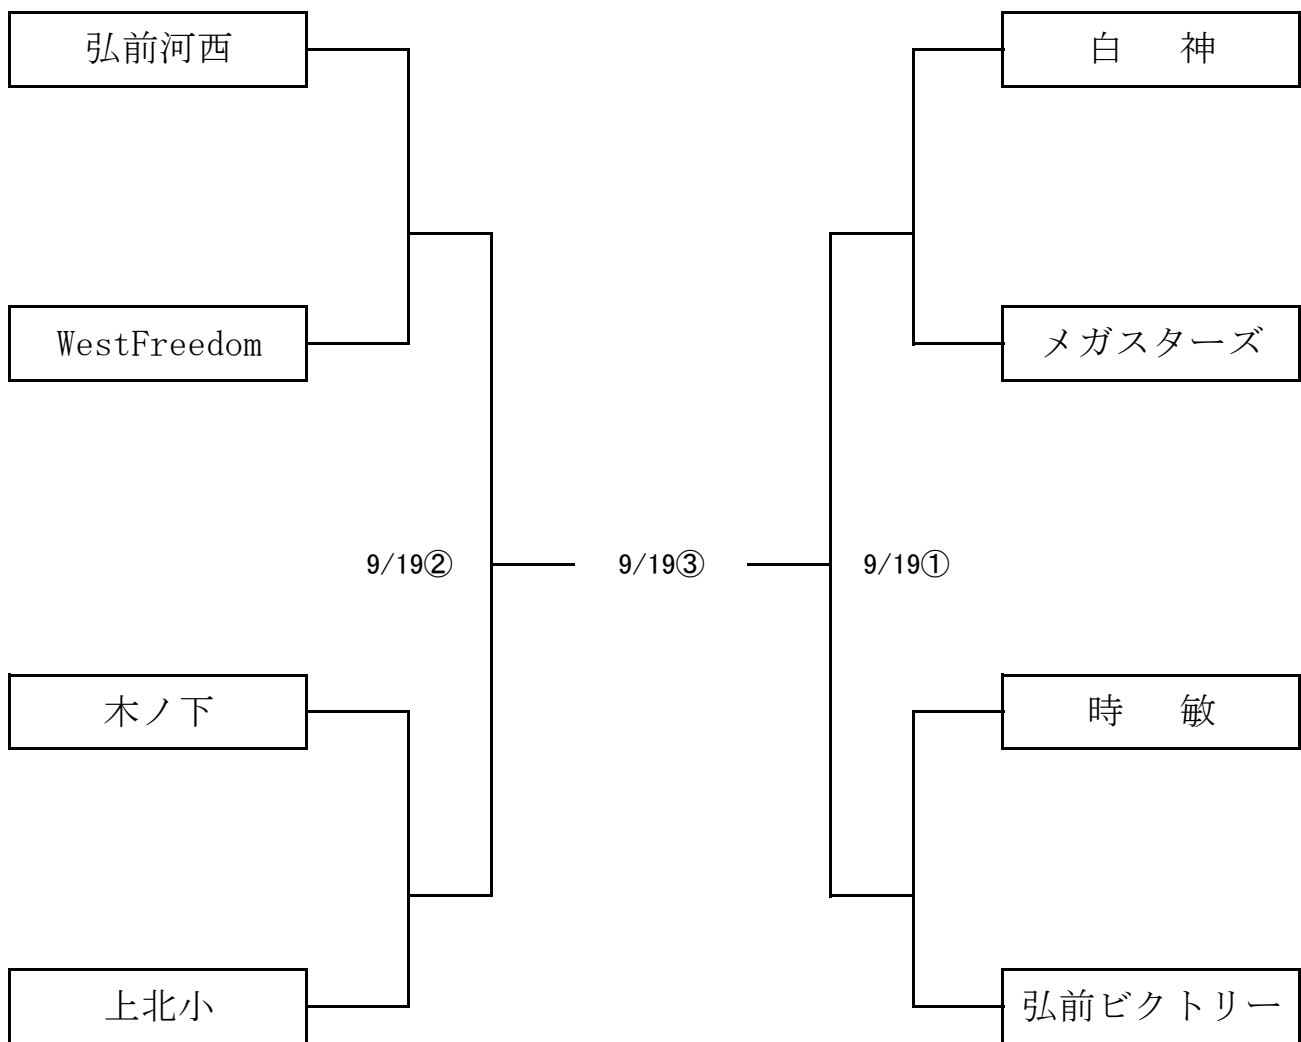 弘前河西
白　神
WestFreedom
メガスターズ
9/19②
9/19③
9/19①
木ノ下
時　敏
上北小
弘前ビクトリー